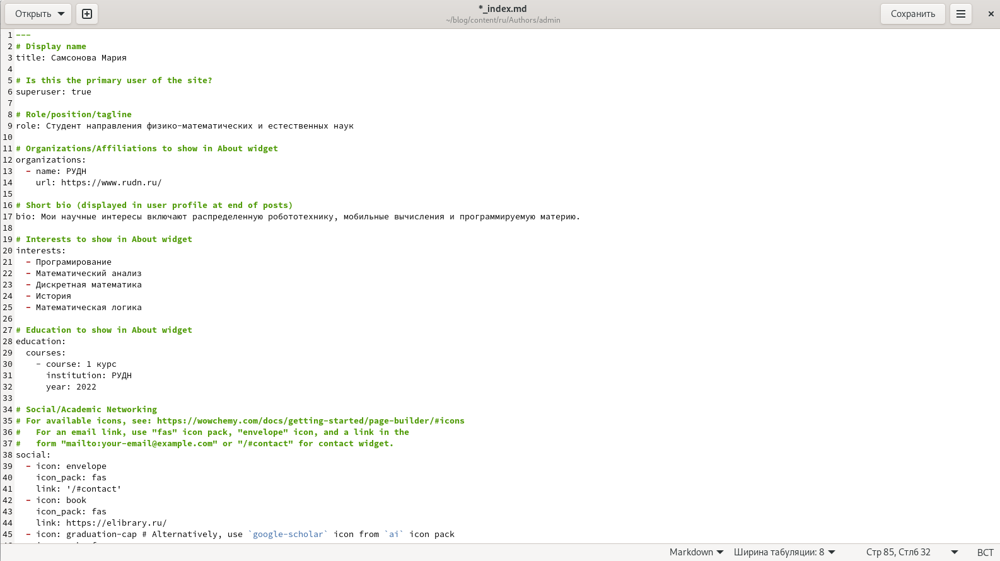 Открыть
*_index.md
~/blog/content/ru/Authors/admin
Сохранить
1 ---
2 # Display name
3 title: Самсонова Мария
4
5 # Is this the primary user of the site?
6 superuser: true
7
8 # Role/position/tagline
9 role: Студент направления физико-математических и естественных наук
10
11 # Organizations/Affiliations to show in About widget
12 organizations:
13   - name: РУДН
14     url: https://www.rudn.ru/
15
16 # Short bio (displayed in user profile at end of posts)
17 bio: Мои научные интересы включают распределенную робототехнику, мобильные вычисления и программируемую материю.
18
19 # Interests to show in About widget
20 interests:
21   - Програмирование
22   - Математический анализ
23   - Дискретная математика
24   - История
25   - Математическая логика
26
27 # Education to show in About widget
28 education:
29   courses:
30     - course: 1 курс
31       institution: РУДН
32       year: 2022
33
34 # Social/Academic Networking
35 # For available icons, see: https://wowchemy.com/docs/getting-started/page-builder/#icons
36 #   For an email link, use "fas" icon pack, "envelope" icon, and a link in the
37 #   form "mailto:your-email@example.com" or "/#contact" for contact widget.
38 social:
39   - icon: envelope
40     icon_pack: fas
41     link: '/#contact'
42   - icon: book
43     icon_pack: fas
44     link: https://elibrary.ru/
45   - icon: graduation-cap # Alternatively, use `google-scholar` icon from `ai` icon pack
Markdown
Ширина табуляции: 8
Стр 85, Стлб 32
ВСТ